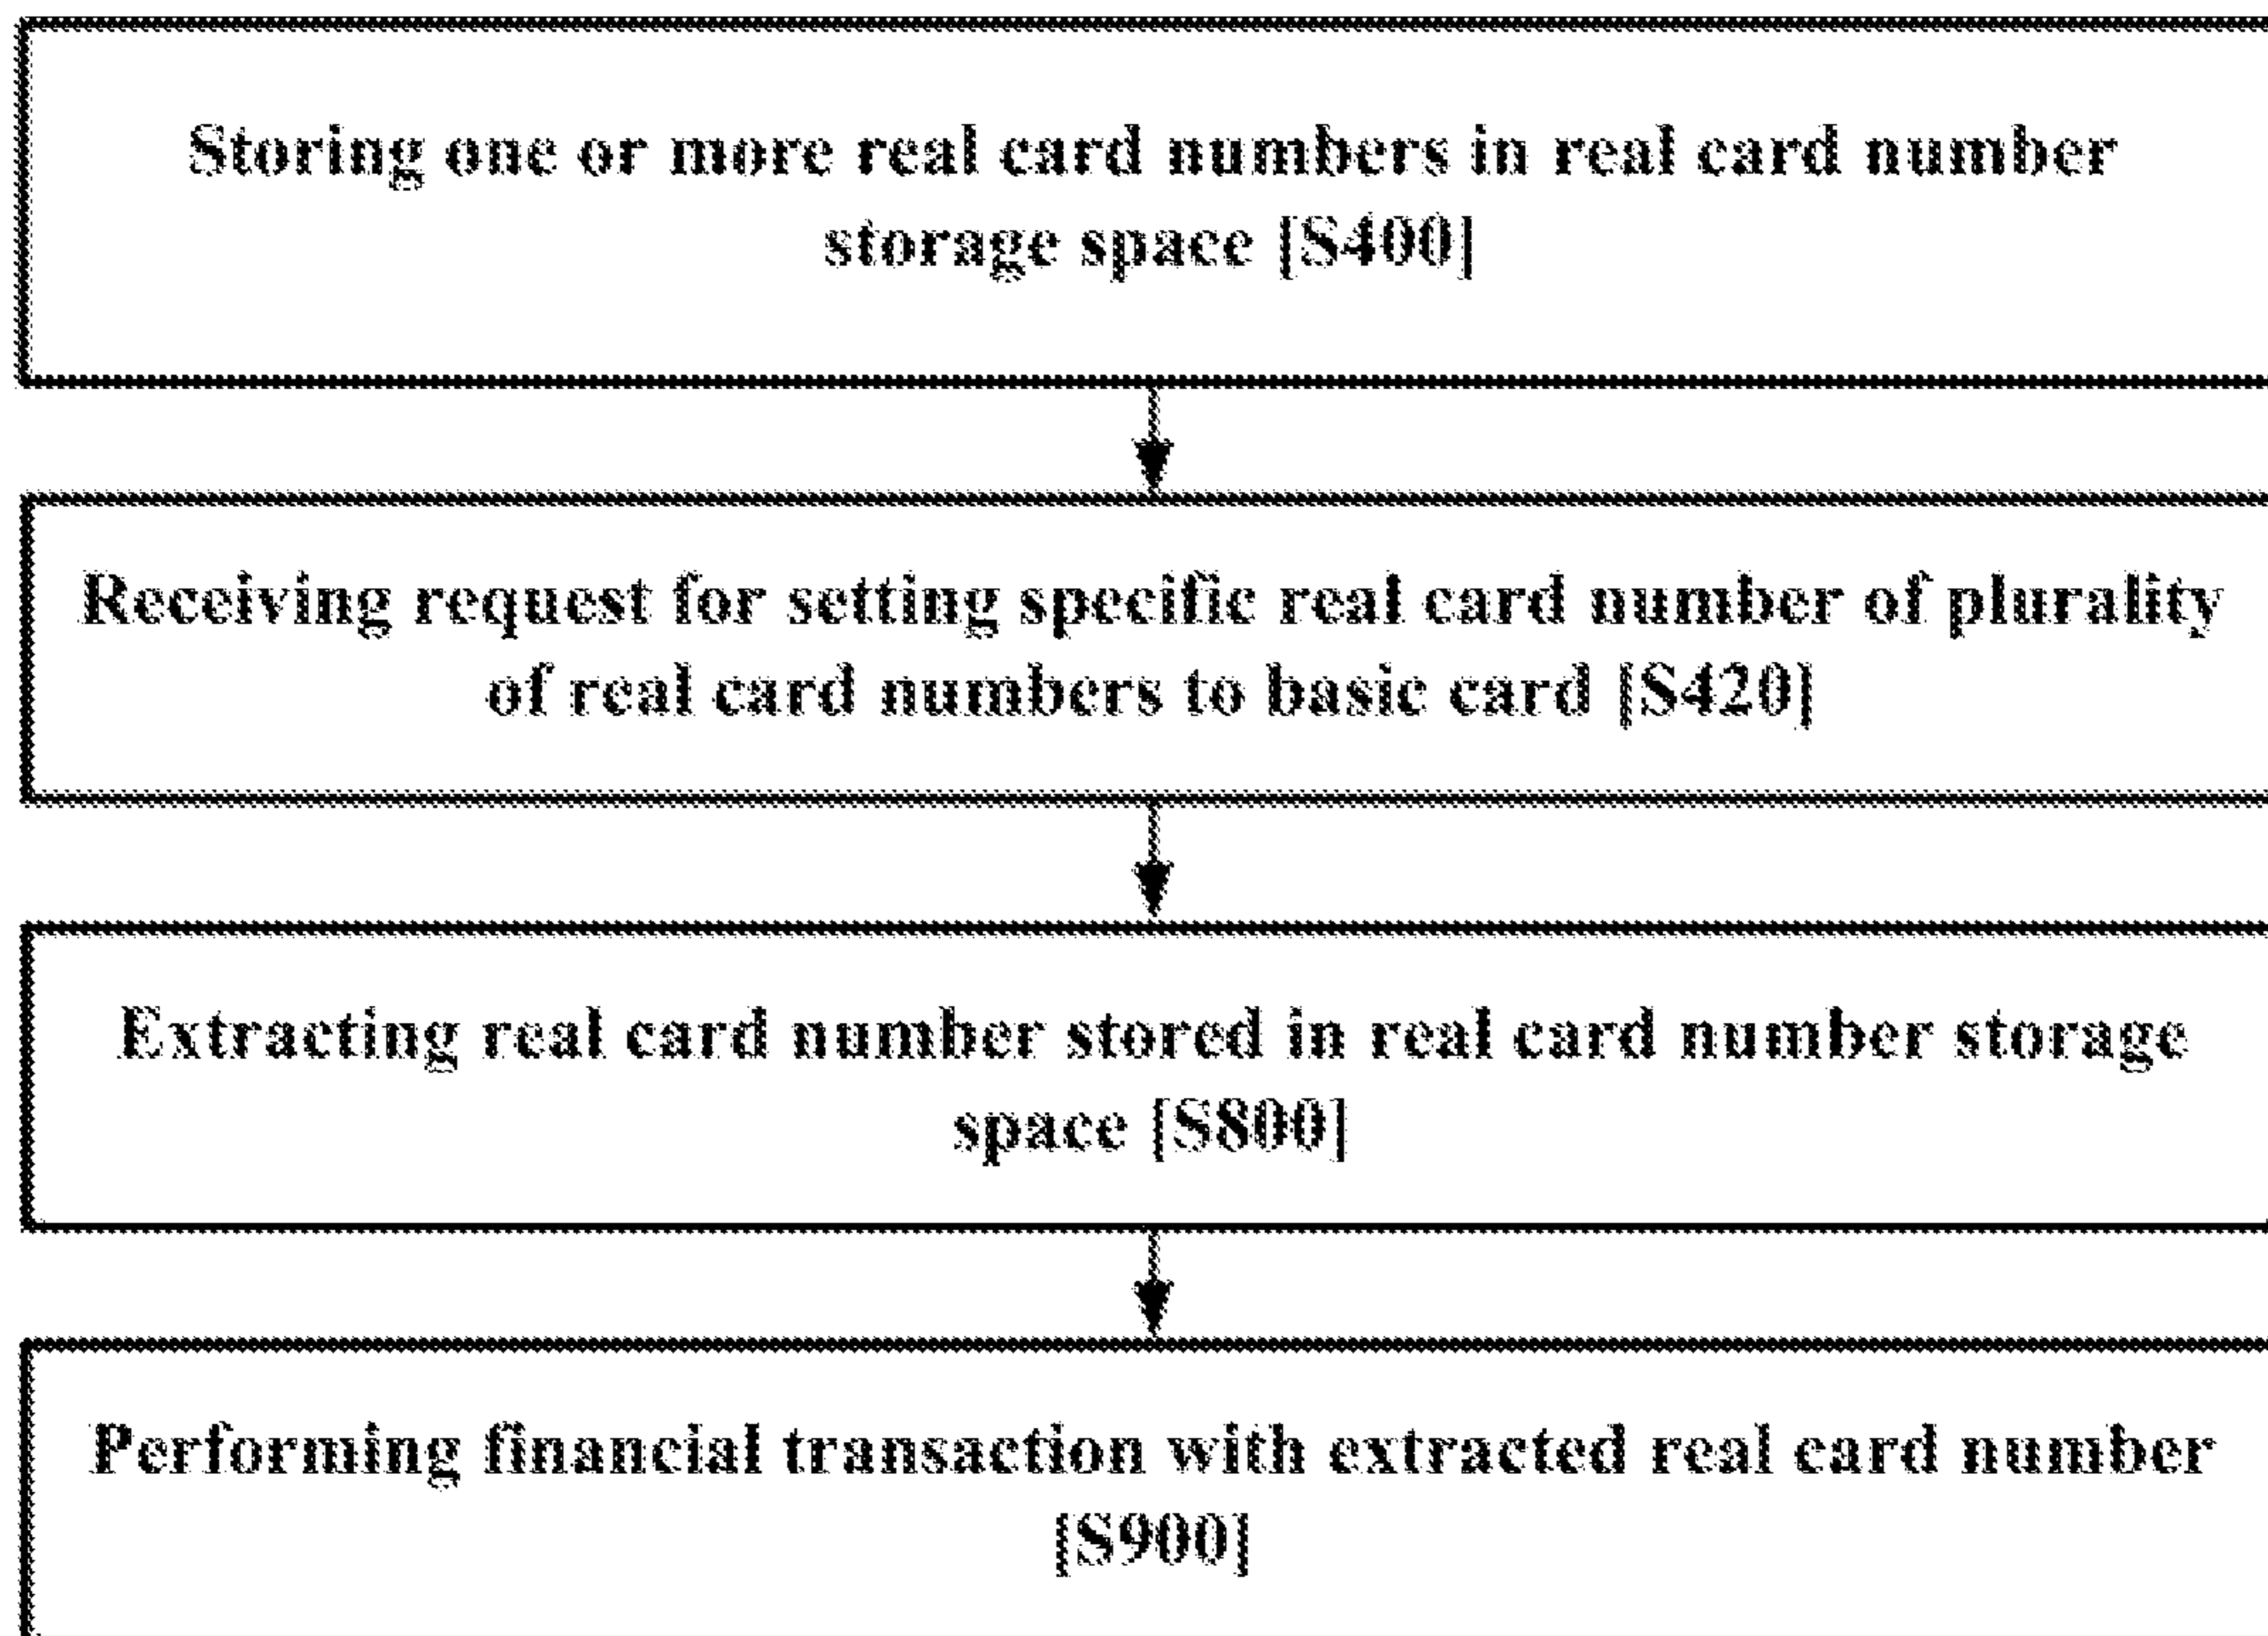 Storing one or more real card numbers in real card number
storage space [S400]
Receiving request for setting specific real card number of plurality
of real card numbers to basic card [S420]
Extracting real card number stored in real card number storage
space [S800]
Performing financial transaction with extracted real card number
[S900]